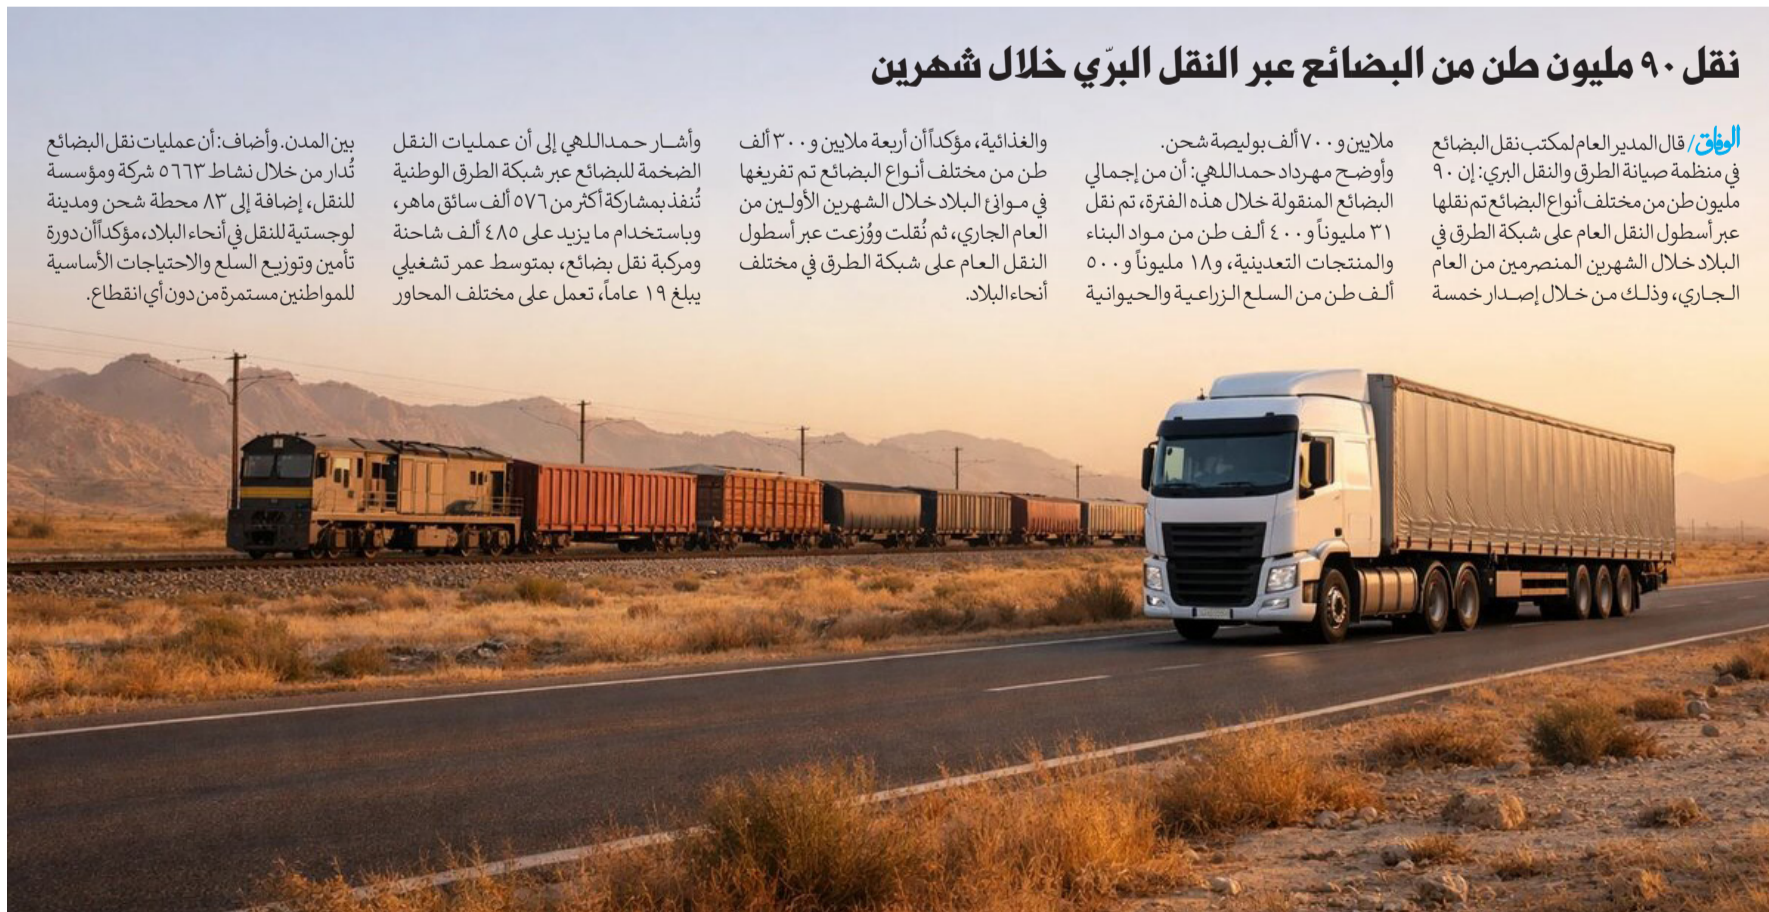 نقل ٩٠ مليون طن من البضائع عبر النقل البرّي خلال شهرين
الوفاق/ قال المدير العام لمكتب نقل البضائع
في منظمة صيانة الطرق والنقل البري: إن ٩٠
مليون طن من مختلف أنواع البضائع تم نقلها
عبر أسطول النقل العام على شبكة الطرق في
البلاد خلال الشهرين المنصرمين من العام
الجاري، وذلك من خلال إصدار خمسة
ملايين و٧٠٠ ألف بوليصة شحن.
وأوضح مهرداد حمداللهي: أن من إجمالي
البضائع المنقولة خلال هذه الفترة، تم نقل
٣١ مليوناً و٤٠٠ ألف طن من مواد البناء
والمنتجات التعدينية، و١٨ مليوناً و٥٠٠
ألف طن من السلع الزراعية والحيوانية
والغذائية، مؤكداً أن أربعة ملايين و٣٠٠ ألف
طن من مختلف أنواع البضائع تم تفريغها
في موانئ البلاد خلال الشهرين الأولين من
العام الجاري، ثم نُقلت ووُزعت عبر أسطول
النقل العام على شبكة الطرق في مختلف
أنحاء البلاد.
وأشار حمداللهي إلى أن عمليات النقل
الضخمة للبضائع عبر شبكة الطرق الوطنية
تُنفذ بمشاركة أكثر من ٥٧٦ ألف سائق ماهر،
وباستخدام ما يزيد على ٤٨٥ ألف شاحنة
ومركبة نقل بضائع، بمتوسط عمر تشغيلي
يبلغ ١٩ عاماً، تعمل على مختلف المحاور
بين المدن. وأضاف: أن عمليات نقل البضائع
تُدار من خلال نشاط ٥٦٦٣ شركة ومؤسسة
للنقل، إضافة إلى ٨٣ محطة شحن ومدينة
لوجستية للنقل في أنحاء البلاد، مؤكداً أن دورة
تأمين وتوزيع السلع والاحتياجات الأساسية
للمواطنين مستمرة من دون أي انقطاع.